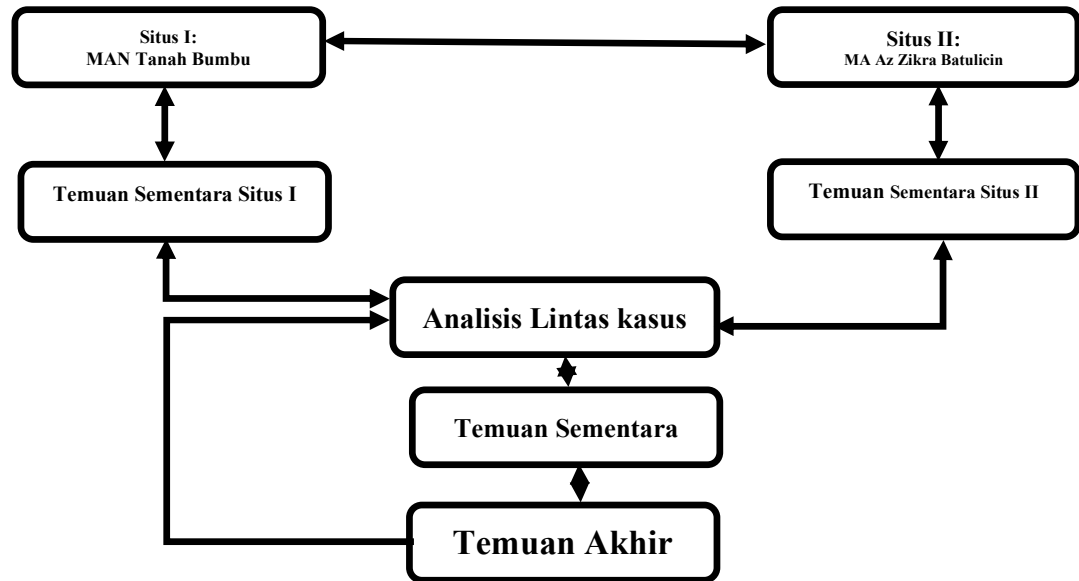 Situs I:
MAN Tanah Bumbu
Situs II:
MA Az Zikra Batulicin
Temuan Sementara Situs I
Temuan Sementara Situs II
Analisis Lintas kasus
Temuan Sementara
Temuan Akhir